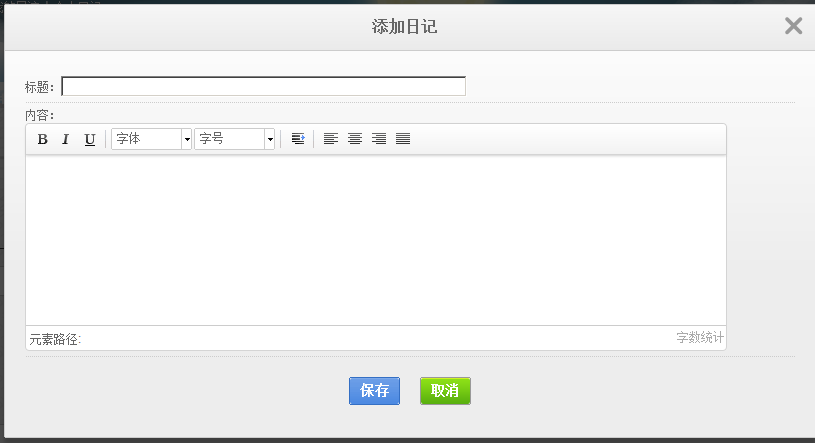 添加日记
标题：
内容：
B I U 字体 字号
元素路径:
字数统计
保存 取消